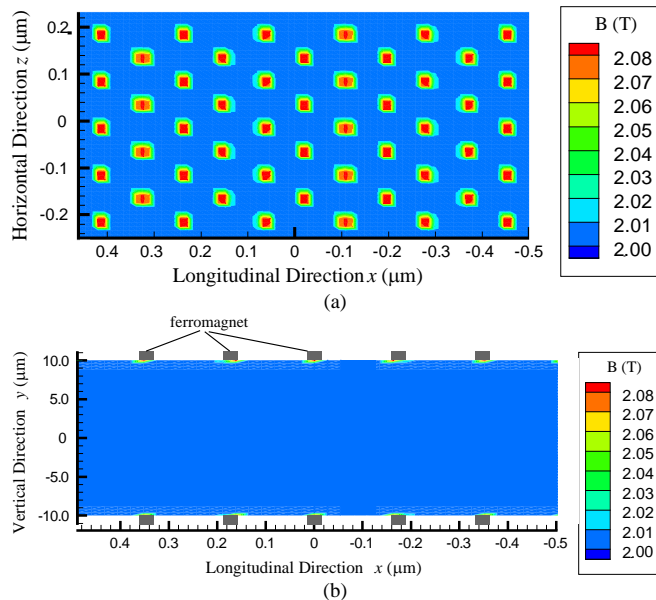 Horizontal Direction z (μm)
0.2
0.1
0
-0.1
-0.2
0.4 0.3 0.2 0.1 0 -0.1 -0.2 -0.3 -0.4 -0.5
Longitudinal Direction x (μm)
B (T)
2.08
2.07
2.06
2.05
2.04
2.03
2.02
2.01
2.00
(a)
ferromagnet
Vertical Direction y (μm)
10.0
5.0
0
-5.0
-10.0
0.4 0.3 0.2 0.1 0 -0.1 -0.2 -0.3 -0.4 -0.5
Longitudinal Direction x (μm)
B (T)
2.08
2.07
2.06
2.05
2.04
2.03
2.02
2.01
2.00
(b)